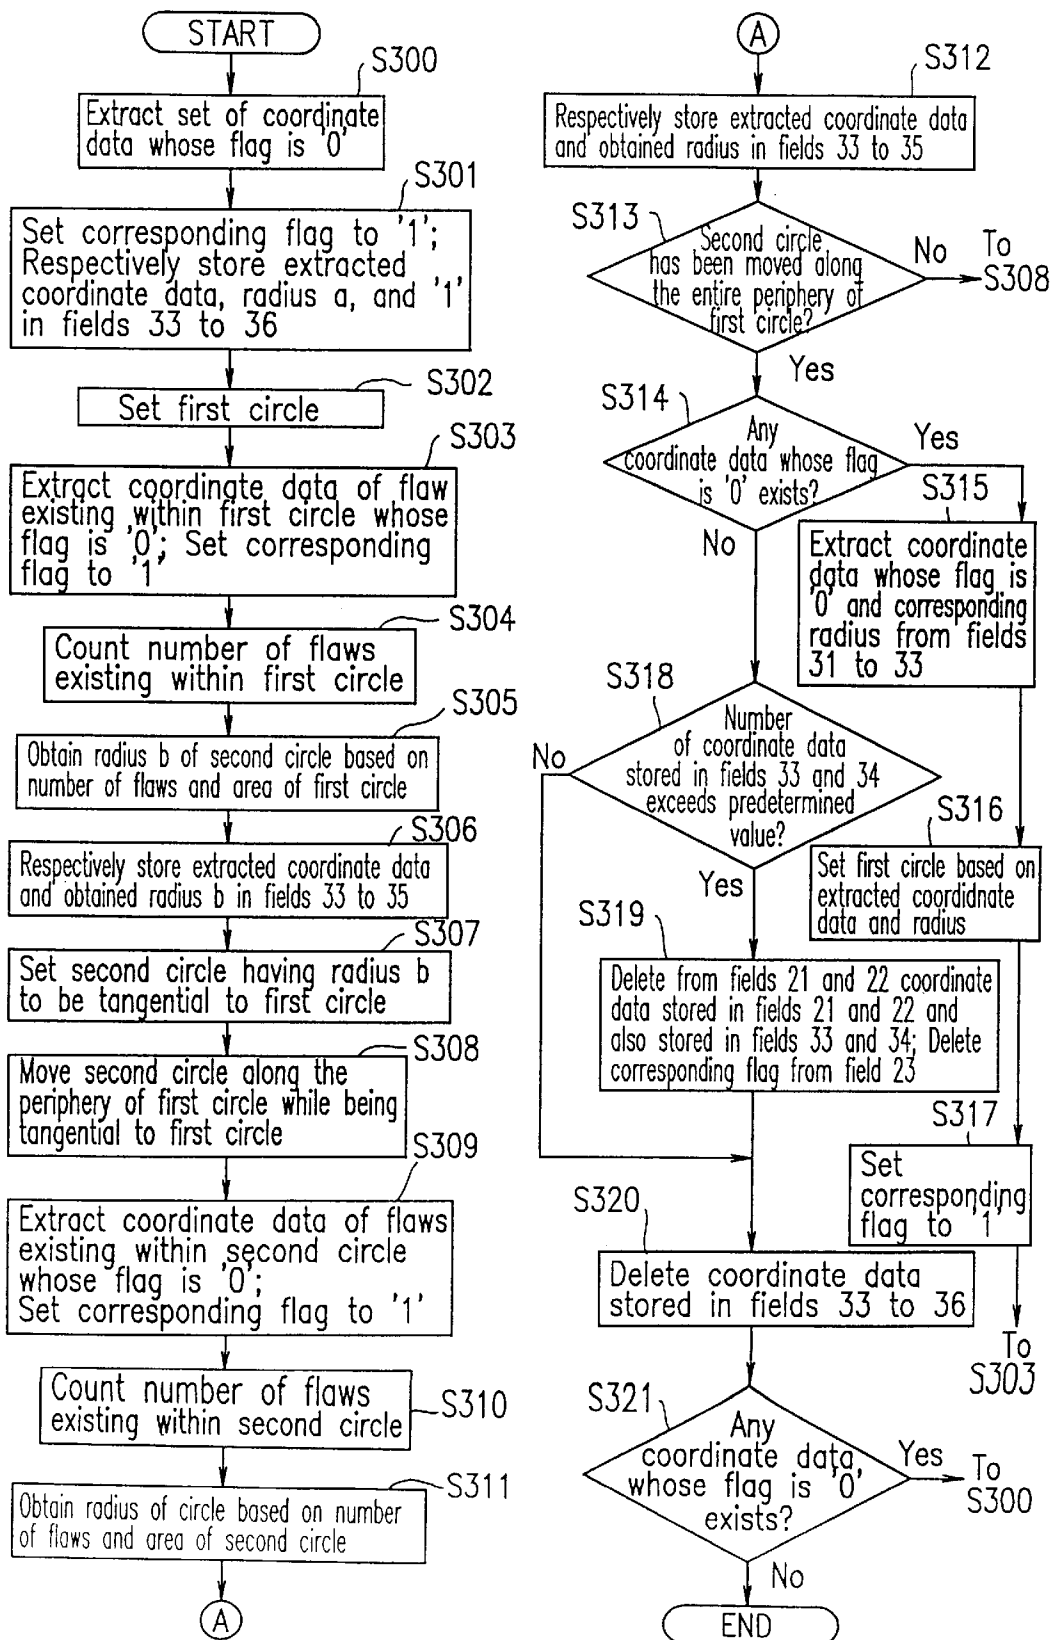 START
S300
Extract set of coordinate
data whose flag is '0'
S301
Set corresponding flag to '1';
Respectively store extracted
coordinate data, radius a, and '1'
in fields 33 to 36
S302
Set first circle
S303
Extract coordinate data of flaw
existing within first circle whose
flag is '0'; Set corresponding
flag to '1'
S304
Count number of flaws
existing within first circle
S305
Obtain radius b of second circle based on
number of flaws and area of first circle
S306
Respectively store extracted coordinate data
and obtained radius b in fields 33 to 35
S307
Set second circle having radius b
to be tangential to first circle
S308
Move second circle along the
periphery of first circle while being
tangential to first circle
S309
Extract coordinate data of flaws
existing within second circle
whose flag is '0';
Set corresponding flag to '1'
S310
Count number of flaws
existing within second circle
S311
Obtain radius of circle based on number
of flaws and area of second circle
A
A
S312
Respectively store extracted coordinate data
and obtained radius in fields 33 to 35
S313
Second circle
has been moved along
the entire periphery of
first circle?
No
To
S308
Yes
S314
Any
coordinate data whose flag
is '0' exists?
Yes
No
S315
Extract coordinate
data whose flag is
'0' and corresponding
radius from fields
31 to 33
S318
Number
of coordinate data
stored in fields 33 and 34
exceeds predetermined
value?
No
Yes
S316
Set first circle based on
extracted coordidnate
data and radius
S319
Delete from fields 21 and 22 coordinate
data stored in fields 21 and 22 and
also stored in fields 33 and 34; Delete
corresponding flag from field 23
S317
Set
corresponding
flag to '1'
To
S303
S320
Delete coordinate data
stored in fields 33 to 36
S321
Any
coordinate data
whose flag is '0'
exists?
Yes
To
S300
No
END